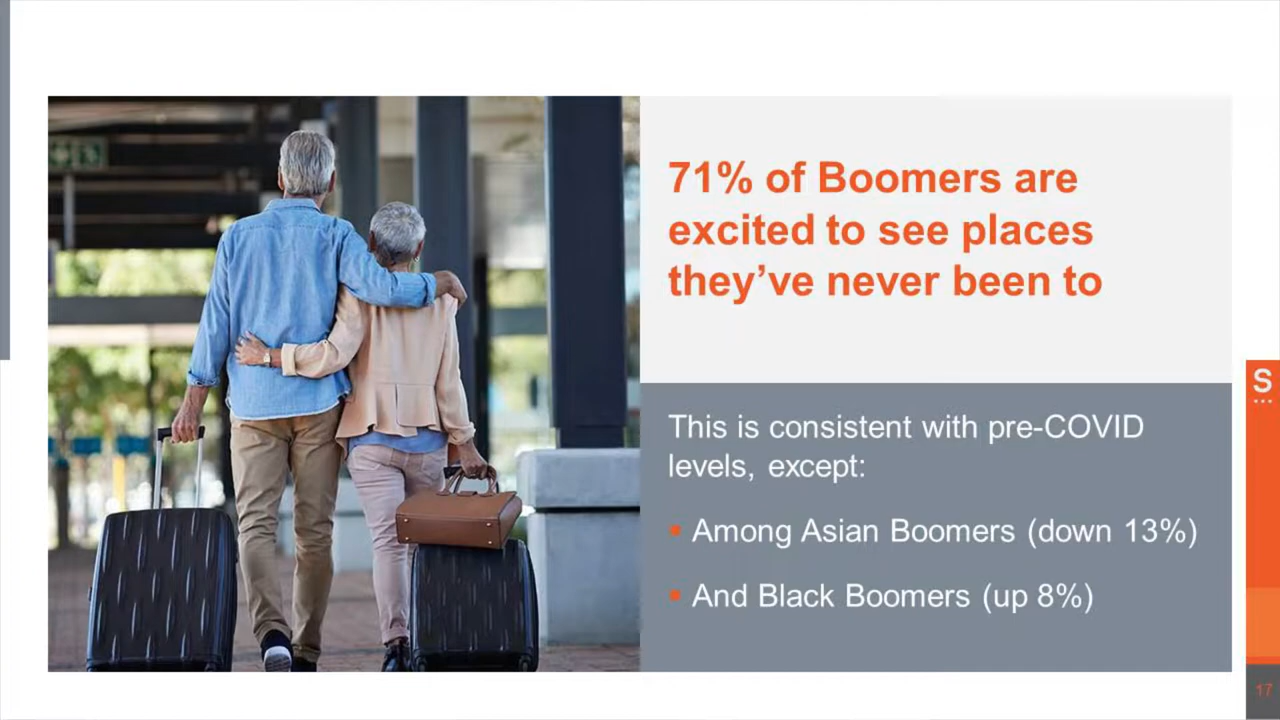 71% of Boomers are
excited to see places
they’ve never been to
This is consistent with pre-COVID
levels, except:
▪ Among Asian Boomers (down 13%)
▪ And Black Boomers (up 8%)
S
17